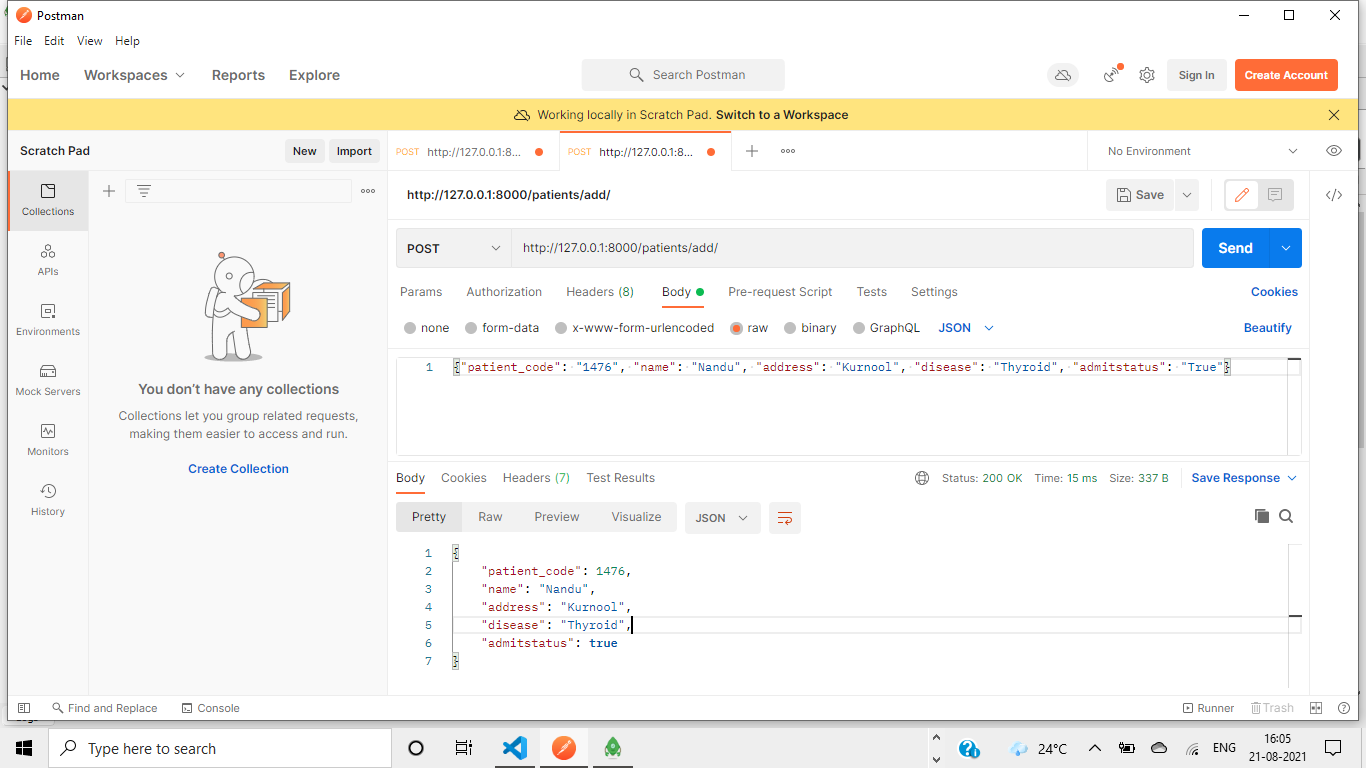 Postman
File Edit View Help
Home Workspaces Reports Explore Search Postman Sign In Create Account
Working locally in Scratch Pad. Switch to a Workspace
Scratch Pad New Import
POST http://127.0.0.1:8... POST http://127.0.0.1:8... No Environment
Collections
APIs
Environments
Mock Servers
Monitors
History
You don't have any collections
Collections let you group related requests,
making them easier to access and run.
Create Collection
http://127.0.0.1:8000/patients/add/ Save
POST http://127.0.0.1:8000/patients/add/ Send
Params Authorization Headers (8) Body Pre-request Script Tests Settings Cookies
none form-data x-www-form-urlencoded raw binary GraphQL JSON Beautify
1 {"patient_code": "1476", "name": "Nandu", "address": "Kurnool", "disease": "Thyroid", "admitstatus": "True"}
Body Cookies Headers (7) Test Results Status: 200 OK Time: 15 ms Size: 337 B Save Response
Pretty Raw Preview Visualize JSON
1 {
2 "patient_code": 1476,
3 "name": "Nandu",
4 "address": "Kurnool",
5 "disease": "Thyroid",
6 "admitstatus": true
7 }
Find and Replace Console Runner Trash
Type here to search 24°C ENG 16:05
21-08-2021